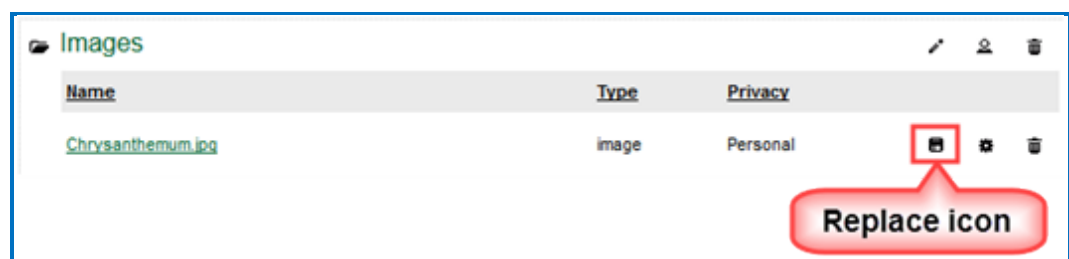 Images
Name Type Privacy
Chrysanthemum.jpg image Personal
Replace icon